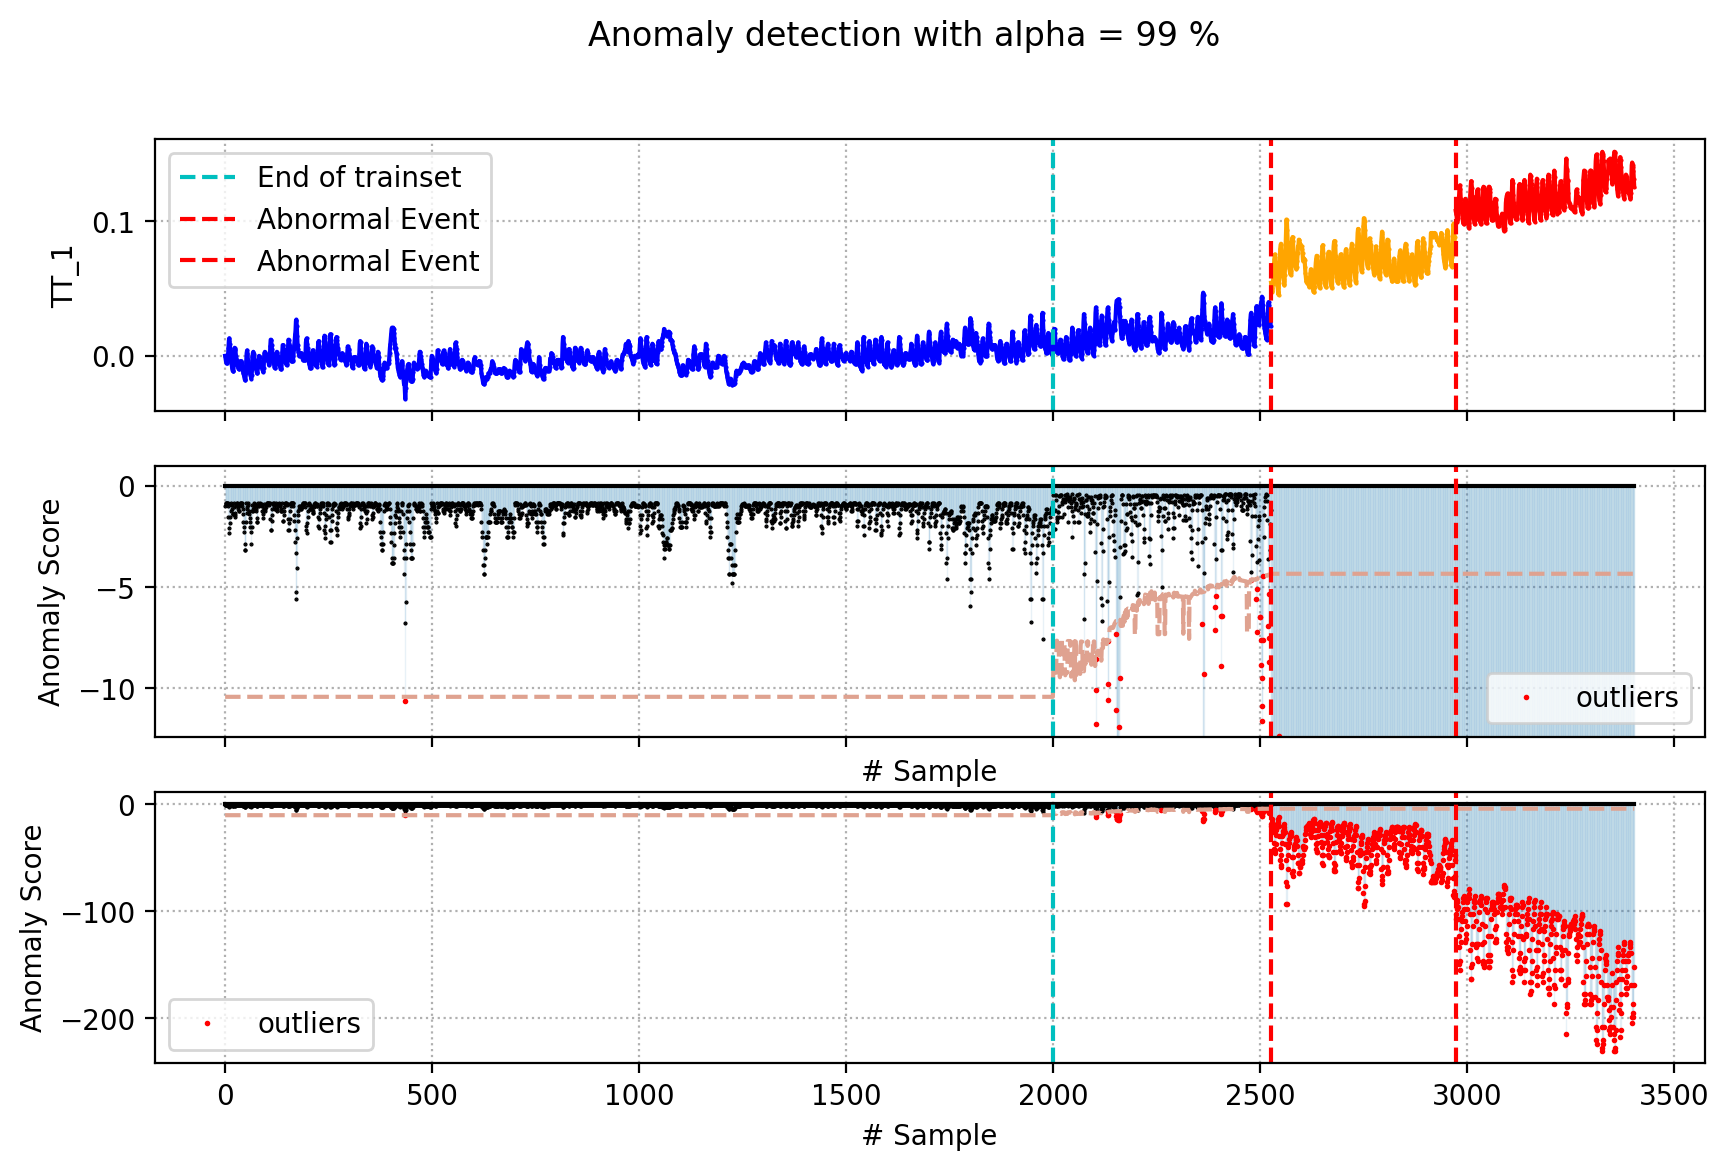 Anomaly detection with alpha = 99 %
End of trainset
Abnormal Event
Abnormal Event
0.1
0.0
TT_1
0
−5
−10
Anomaly Score
outliers
# Sample
0
−100
−200
Anomaly Score
outliers
0 500 1000 1500 2000 2500 3000 3500
# Sample